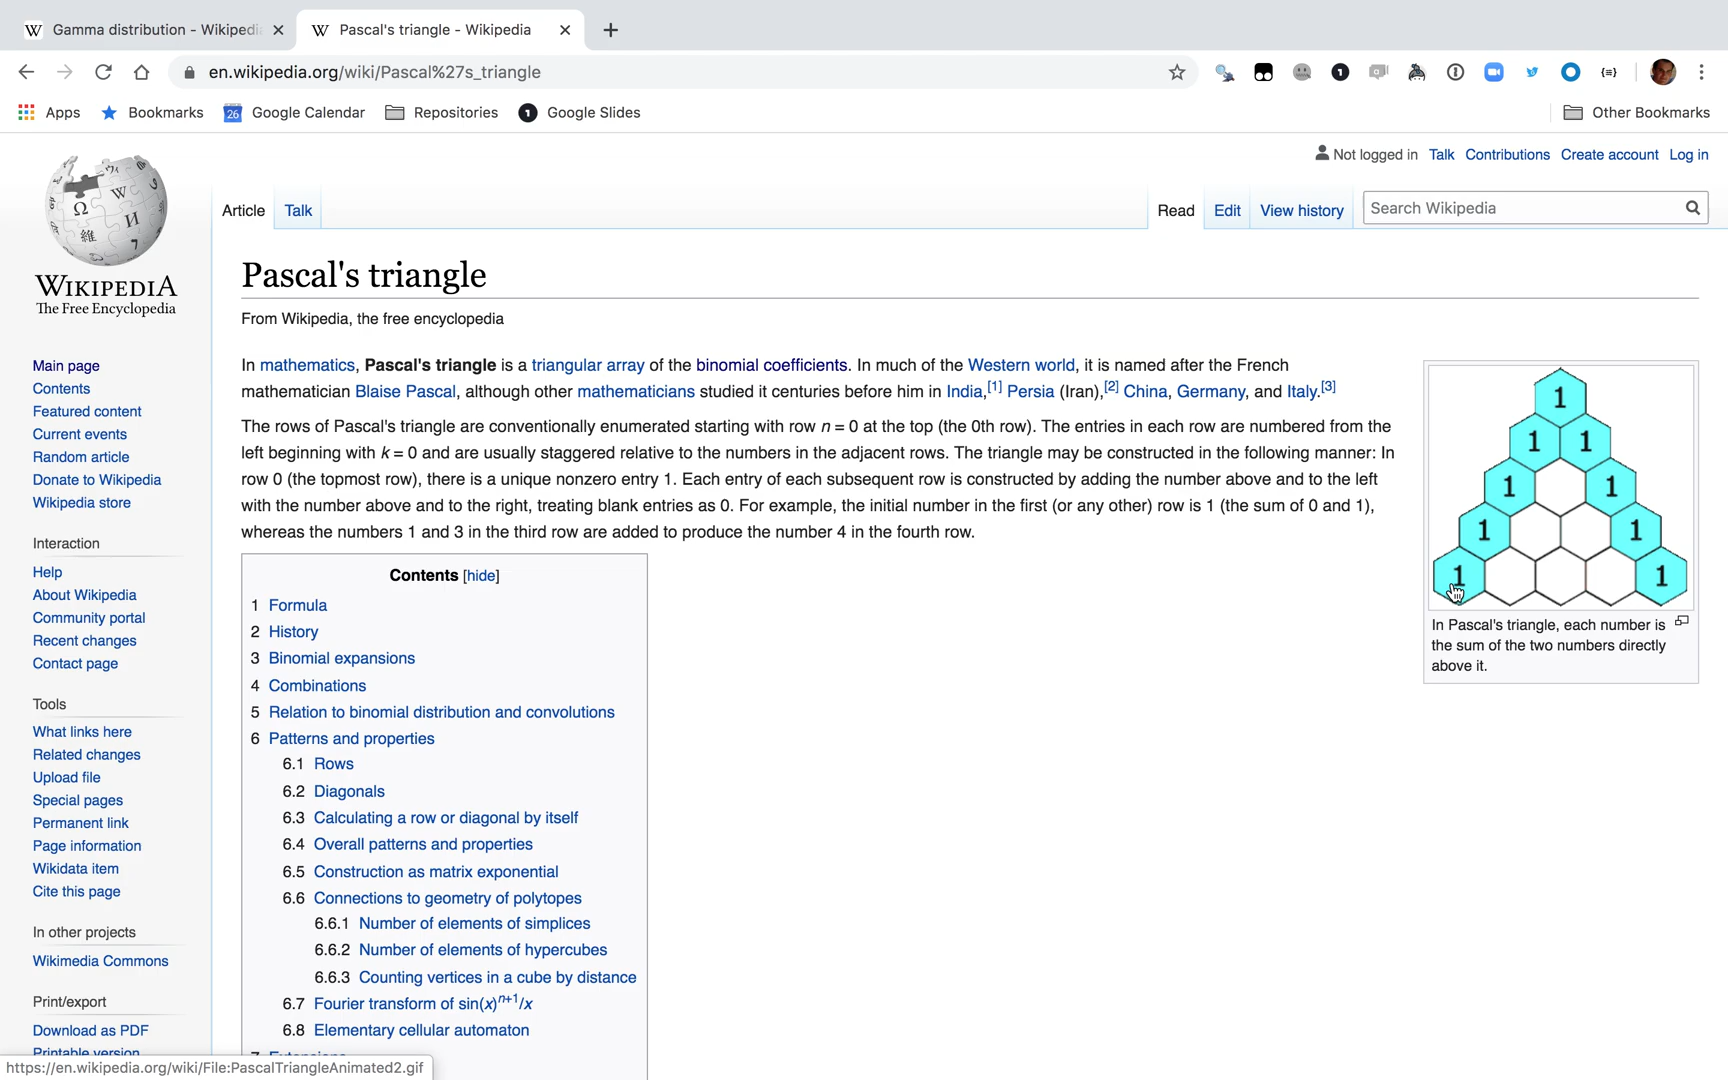 Gamma distribution - Wikipedi
Pascal's triangle - Wikipedia
en.wikipedia.org/wiki/Pascal%27s_triangle
Apps Bookmarks Google Calendar Repositories Google Slides Other Bookmarks
Not logged in Talk Contributions Create account Log in
Article Talk Read Edit View history Search Wikipedia
WIKIPEDIA
The Free Encyclopedia
Main page
Contents
Featured content
Current events
Random article
Donate to Wikipedia
Wikipedia store
Interaction
Help
About Wikipedia
Community portal
Recent changes
Contact page
Tools
What links here
Related changes
Upload file
Special pages
Permanent link
Page information
Wikidata item
Cite this page
In other projects
Wikimedia Commons
Print/export
Download as PDF
Printable version
Pascal's triangle
From Wikipedia, the free encyclopedia
In mathematics, Pascal's triangle is a triangular array of the binomial coefficients. In much of the Western world, it is named after the French
mathematician Blaise Pascal, although other mathematicians studied it centuries before him in India,[1] Persia (Iran),[2] China, Germany, and Italy.[3]
The rows of Pascal's triangle are conventionally enumerated starting with row n = 0 at the top (the 0th row). The entries in each row are numbered from the
left beginning with k = 0 and are usually staggered relative to the numbers in the adjacent rows. The triangle may be constructed in the following manner: In
row 0 (the topmost row), there is a unique nonzero entry 1. Each entry of each subsequent row is constructed by adding the number above and to the left
with the number above and to the right, treating blank entries as 0. For example, the initial number in the first (or any other) row is 1 (the sum of 0 and 1),
whereas the numbers 1 and 3 in the third row are added to produce the number 4 in the fourth row.
Contents [hide]
1 Formula
2 History
3 Binomial expansions
4 Combinations
5 Relation to binomial distribution and convolutions
6 Patterns and properties
6.1 Rows
6.2 Diagonals
6.3 Calculating a row or diagonal by itself
6.4 Overall patterns and properties
6.5 Construction as matrix exponential
6.6 Connections to geometry of polytopes
6.6.1 Number of elements of simplices
6.6.2 Number of elements of hypercubes
6.6.3 Counting vertices in a cube by distance
6.7 Fourier transform of sin(x)^n+1/x
6.8 Elementary cellular automaton
7 Extensions
1
1 1
1 1
1 1
1 1
In Pascal's triangle, each number is
the sum of the two numbers directly
above it.
https://en.wikipedia.org/wiki/File:PascalTriangleAnimated2.gif